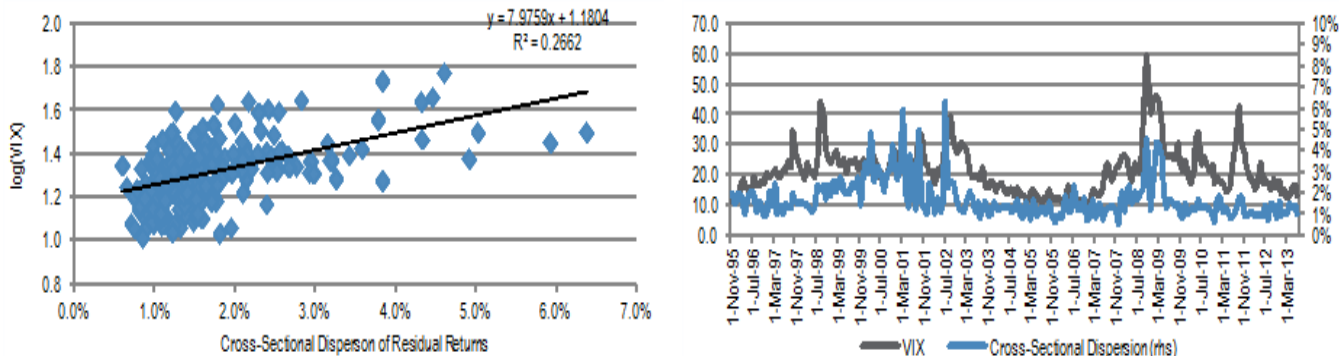 y = 7.9759x + 1.1804
R² = 0.2662
2.0
1.8
1.6
1.4
1.2
1.0
0.8
log(VIX)
0.0% 1.0% 2.0% 3.0% 4.0% 5.0% 6.0% 7.0%
Cross-Sectional Disperson of Residual Returns
70.0
60.0
50.0
40.0
30.0
20.0
10.0
0.0
10%
9%
8%
7%
6%
5%
4%
3%
2%
1%
0%
1-Nov-95
1-Jul-96
1-Mar-97
1-Nov-97
1-Jul-98
1-Mar-99
1-Nov-99
1-Jul-00
1-Mar-01
1-Nov-01
1-Jul-02
1-Mar-03
1-Nov-03
1-Jul-04
1-Mar-05
1-Nov-05
1-Jul-06
1-Mar-07
1-Nov-07
1-Jul-08
1-Mar-09
1-Nov-09
1-Jul-10
1-Mar-11
1-Nov-11
1-Jul-12
1-Mar-13
VIX
Cross-Sectional Dispersion (rhs)